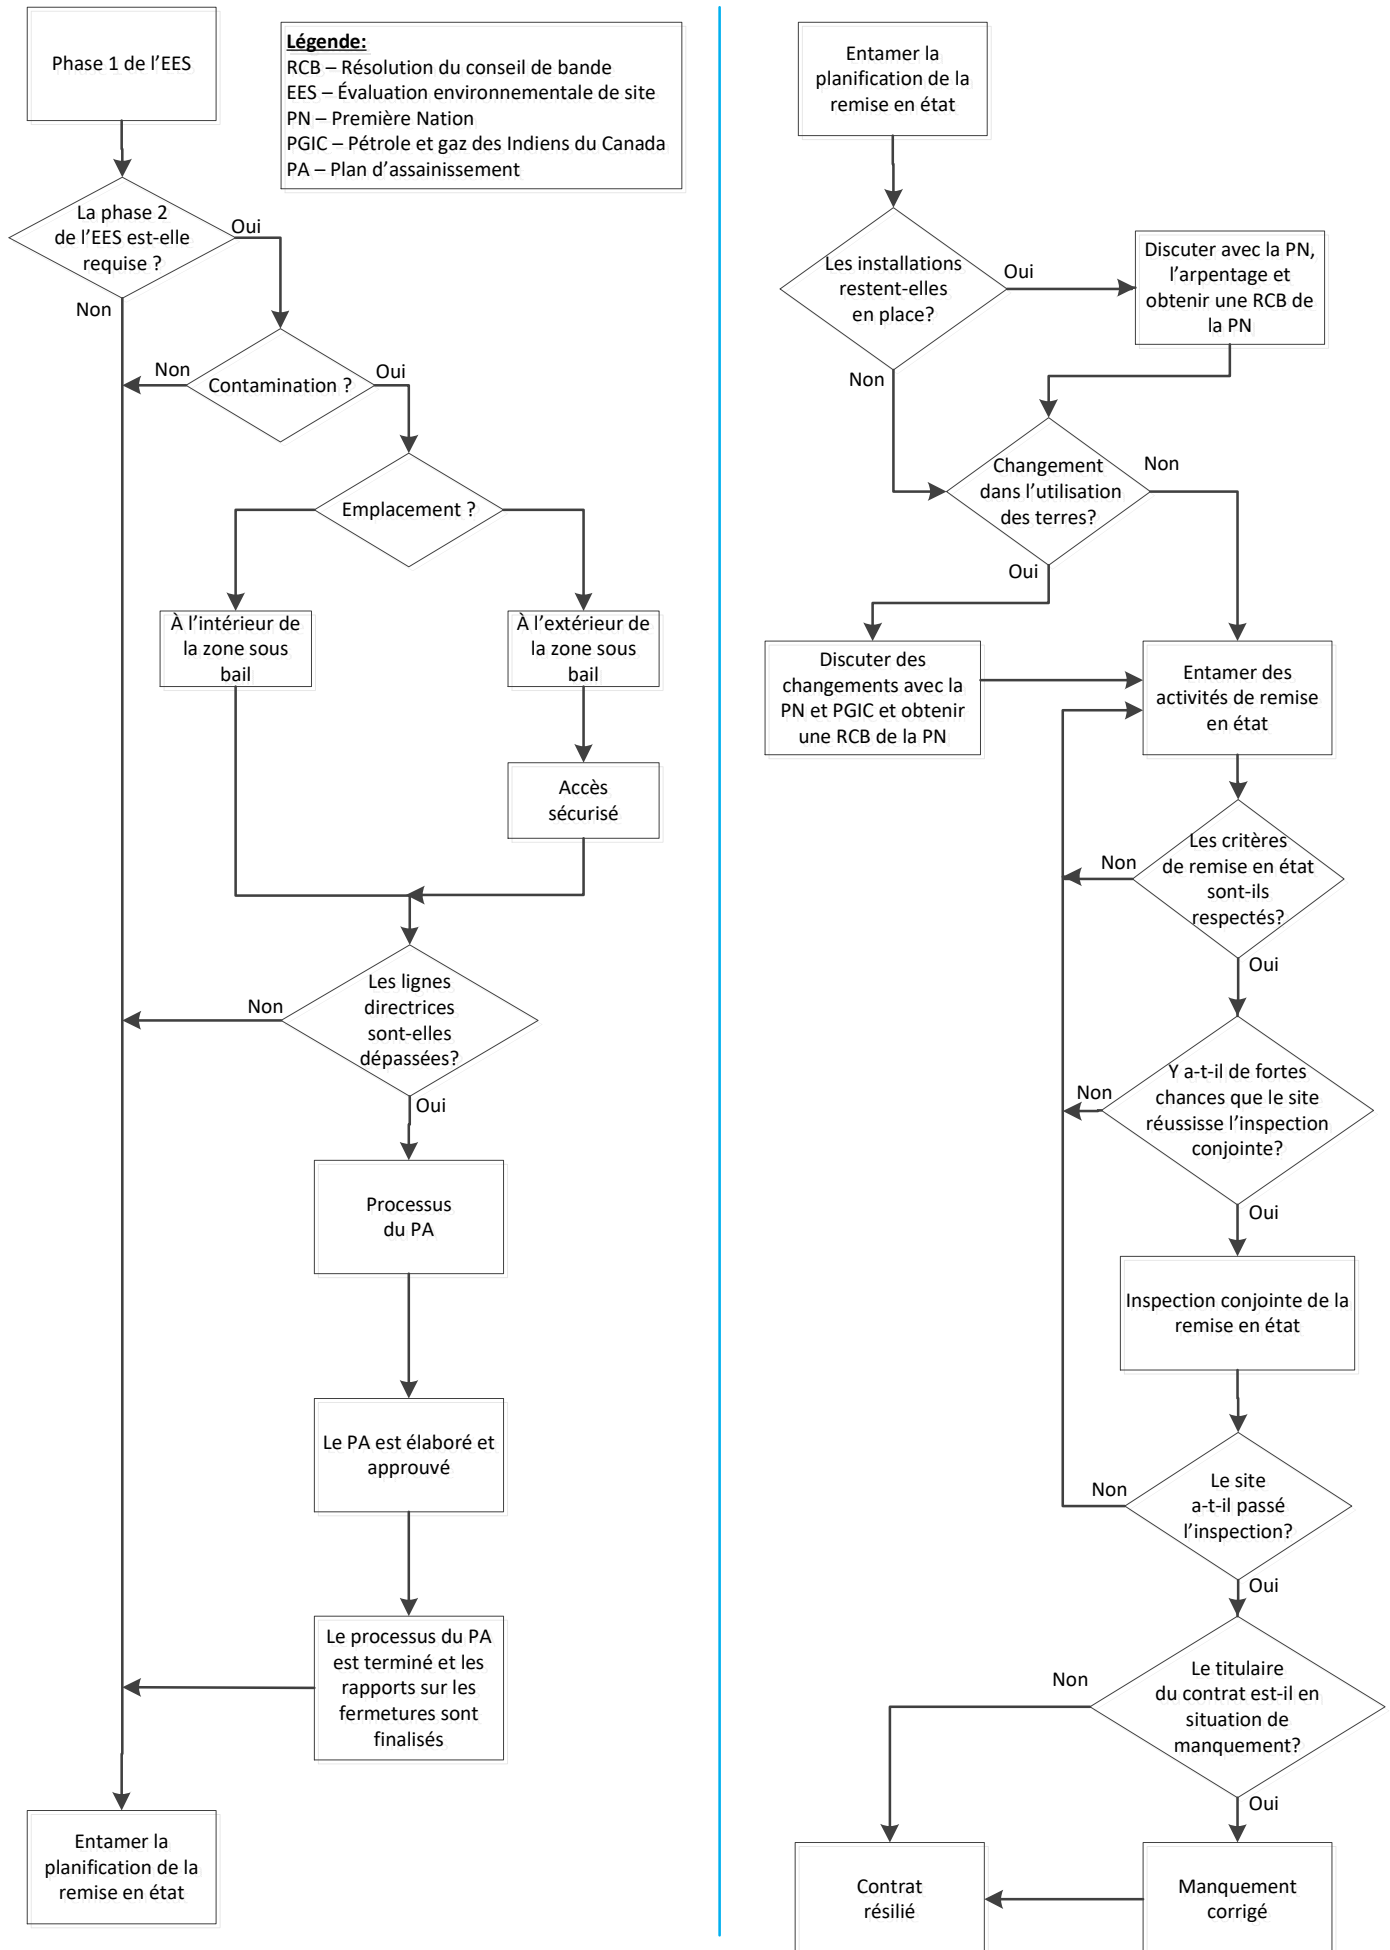 Phase 1 de l’EES
Légende:
RCB – Résolution du conseil de bande
EES – Évaluation environnementale de site
PN – Première Nation
PGIC – Pétrole et gaz des Indiens du Canada
PA – Plan d’assainissement
La phase 2
de l’EES est-elle
requise ?
Oui
Non
Contamination ?
Non
Oui
Emplacement ?
À l’intérieur de
la zone sous
bail
À l’extérieur de
la zone sous
bail
Accès
sécurisé
Les lignes
directrices
sont-elles
dépassées?
Non
Oui
Processus
du PA
Le PA est élaboré et
approuvé
Le processus du PA
est terminé et les
rapports sur les
fermetures sont
finalisés
Entamer la
planification de la
remise en état
Entamer la
planification de la
remise en état
Les installations
restent-elles
en place?
Oui
Non
Discuter avec la PN,
l’arpentage et
obtenir une RCB de
la PN
Changement
dans l’utilisation
des terres?
Non
Oui
Discuter des
changements avec la
PN et PGIC et obtenir
une RCB de la PN
Entamer des
activités de remise
en état
Les critères
de remise en état
sont-ils
respectés?
Non
Oui
Y a-t-il de fortes
chances que le site
réussisse l’inspection
conjointe?
Non
Oui
Inspection conjointe de la
remise en état
Le site
a-t-il passé
l’inspection?
Non
Oui
Le titulaire
du contrat est-il en
situation de
manquement?
Non
Oui
Contrat
résilié
Manquement
corrigé